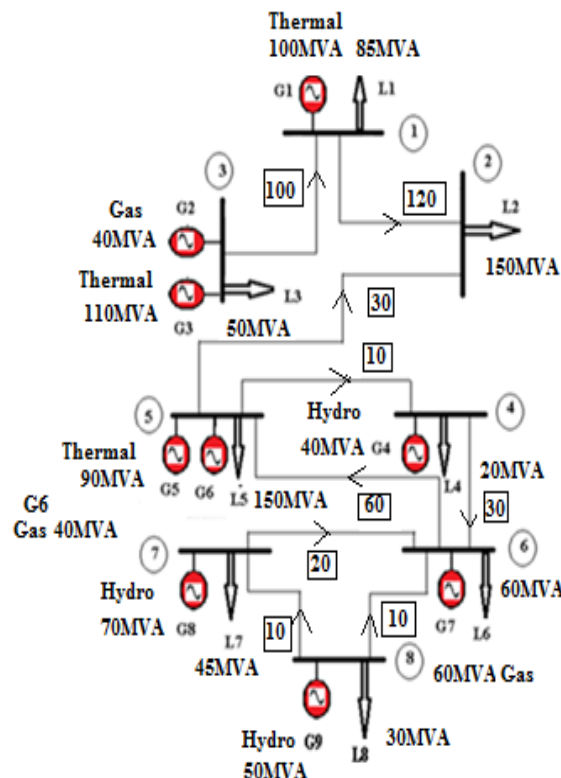 Thermal
100MVA 85MVA
G1 L1
1
3
2
100
Gas G2
40MVA
L2
120
Thermal
110MVA
G3
L3
150MVA
50MVA
30
10
5
Hydro
4
Thermal
90MVA
40MVA G4
L4
G5 G6 L5
150MVA
20MVA
G6
Gas 40MVA
60
30
7
20
6
Hydro
70MVA
G8
L7
G7
L6
60MVA
10
10
45MVA
8
60MVA Gas
Hydro G9
50MVA
L8
30MVA